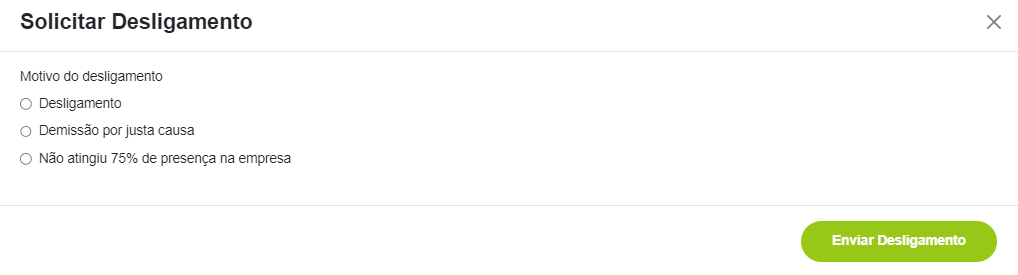 Solicitar Desligamento
Motivo do desligamento
Desligamento
Demissão por justa causa
Não atingiu 75% de presença na empresa
Enviar Desligamento